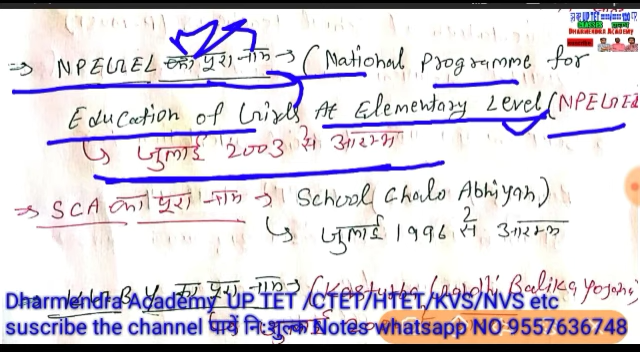 ⇒ NPEGEL का पूरा नाम → (National Programme for
Education of Girls At Elementary Level (NPEGEL
↳ जुलाई 2003 से आरम्भ
⇒ SCA का पूरा नाम → School Chalo Abhiyan)
↳ जुलाई 1996 से आरम्भ
का पूरा नाम → (Kasturba Gandhi Balika Yojana
Dharmendra Academy UP TET /CTET/HTET/KVS/NVS etc
suscribe the channel पायें नि:शुल्क Notes whatsapp NO 9557636748
DHARMENDRA ACADEMY